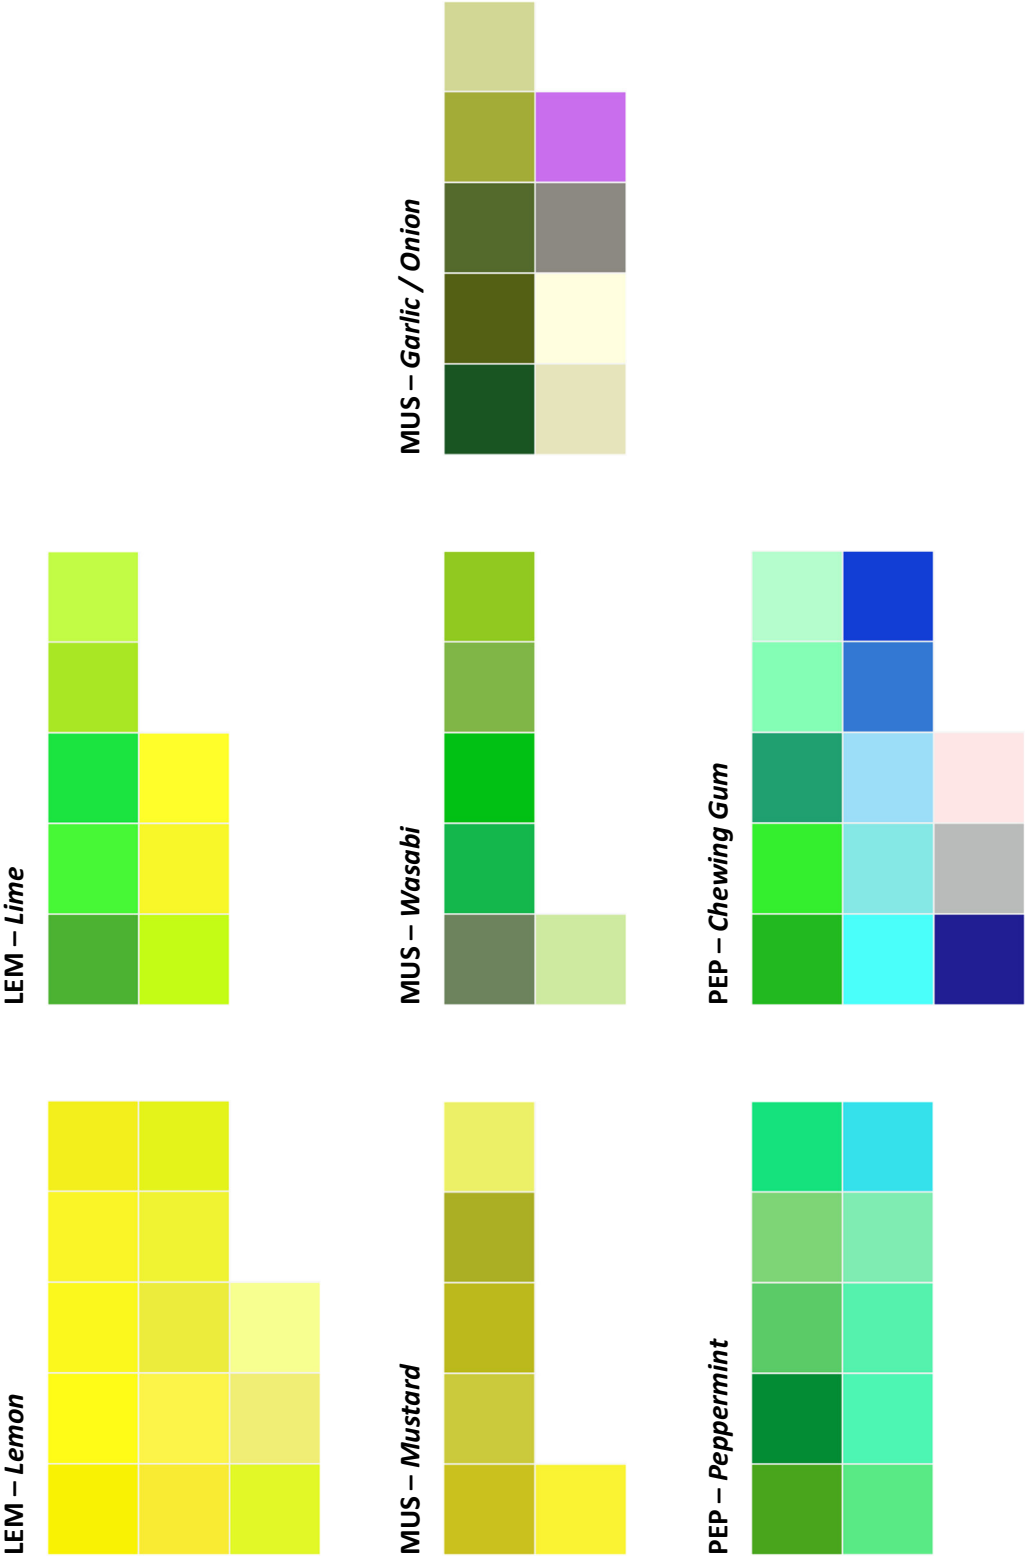 LEM – Lemon
LEM – Lime
MUS – Mustard
MUS – Wasabi
MUS – Garlic / Onion
PEP – Peppermint
PEP – Chewing Gum